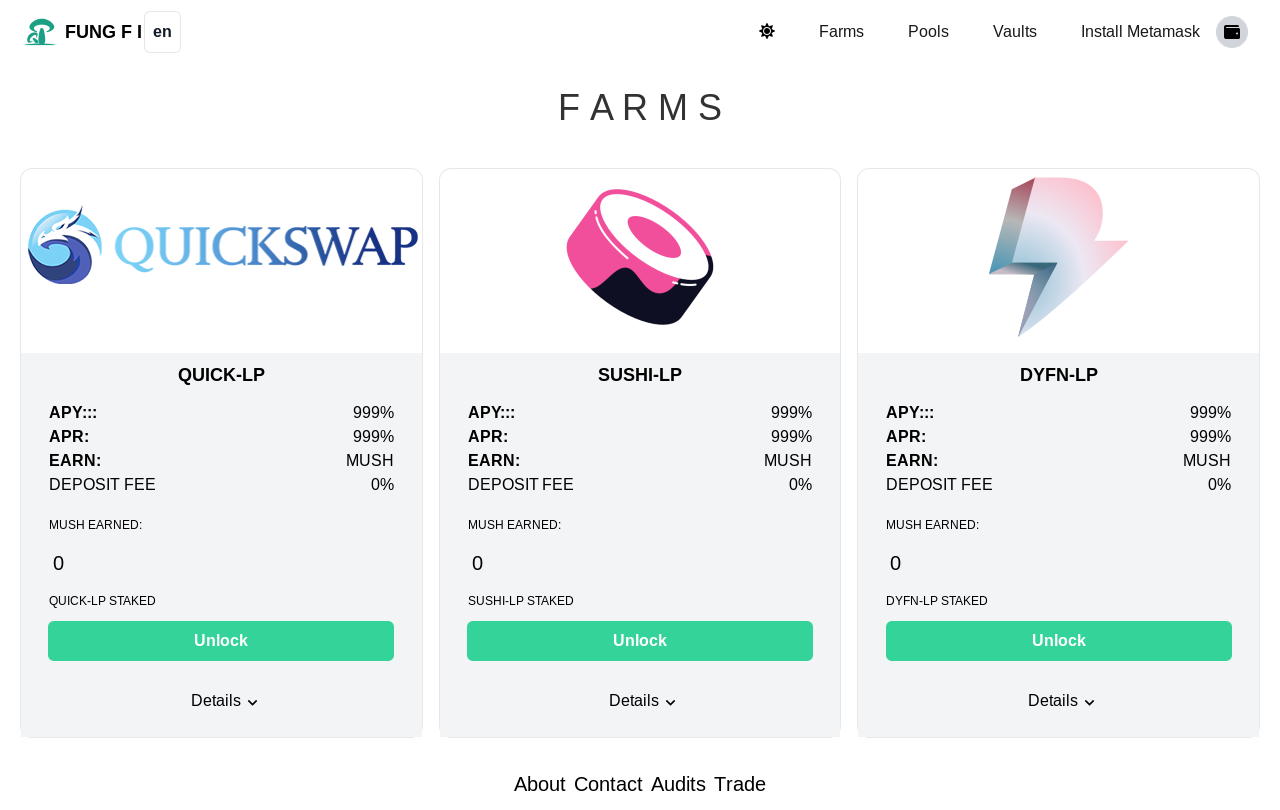 FUNG F I en Farms Pools Vaults Install Metamask
FARMS
QUICKSWAP
QUICK-LP
APY::: 999%
APR: 999%
EARN: MUSH
DEPOSIT FEE 0%
MUSH EARNED:
0
QUICK-LP STAKED
Unlock
Details
SUSHI-LP
APY::: 999%
APR: 999%
EARN: MUSH
DEPOSIT FEE 0%
MUSH EARNED:
0
SUSHI-LP STAKED
Unlock
Details
DYFN-LP
APY::: 999%
APR: 999%
EARN: MUSH
DEPOSIT FEE 0%
MUSH EARNED:
0
DYFN-LP STAKED
Unlock
Details
About Contact Audits Trade